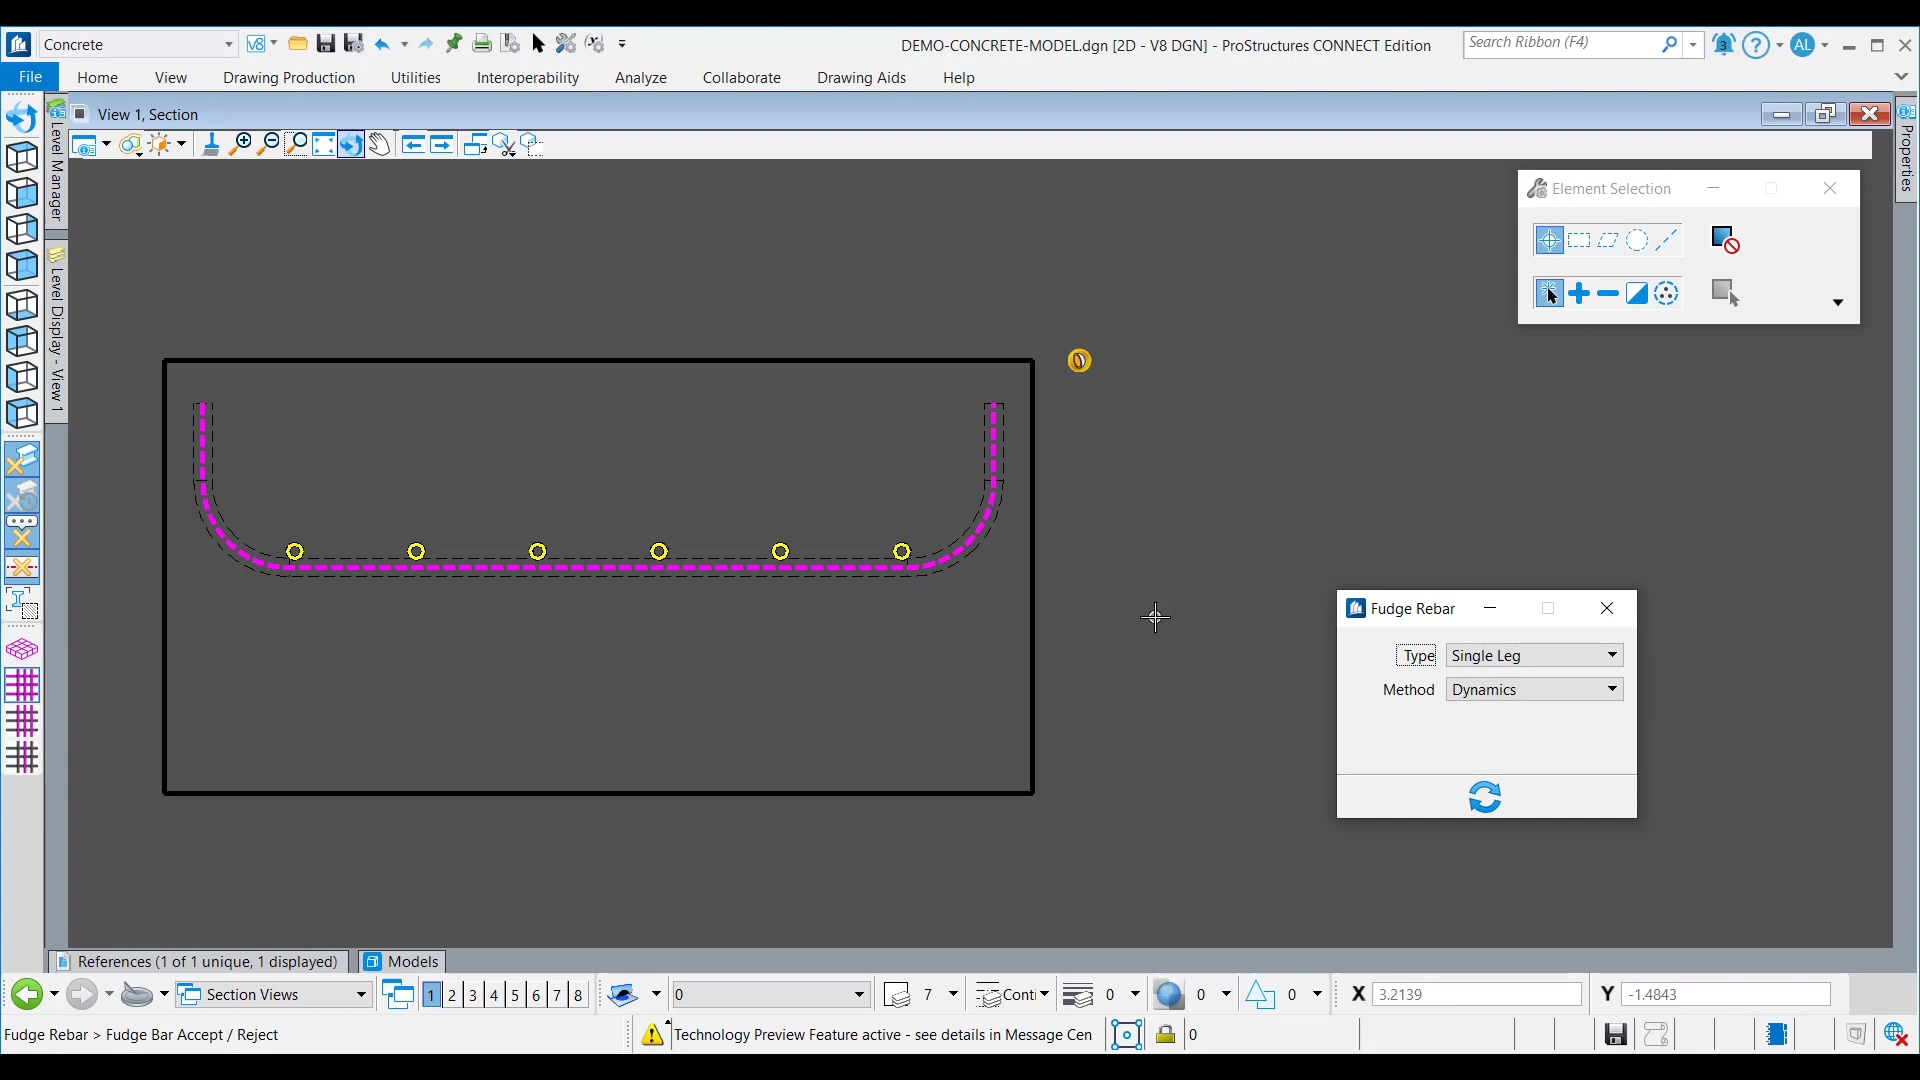 Concrete
V8
DEMO-CONCRETE-MODEL.dgn [2D - V8 DGN] - ProStructures CONNECT Edition
Search Ribbon (F4)
3
AL
File
Home
View
Drawing Production
Utilities
Interoperability
Analyze
Collaborate
Drawing Aids
Help
View 1, Section
Level Manager
Level Display - View 1
Properties
Element Selection
Fudge Rebar
Type
Single Leg
Method
Dynamics
References (1 of 1 unique, 1 displayed)
Models
Section Views
1 2 3 4 5 6 7 8
0
7
Conti
0
0
0
X
3.2139
Y
-1.4843
Fudge Rebar > Fudge Bar Accept / Reject
Technology Preview Feature active - see details in Message Cen
0